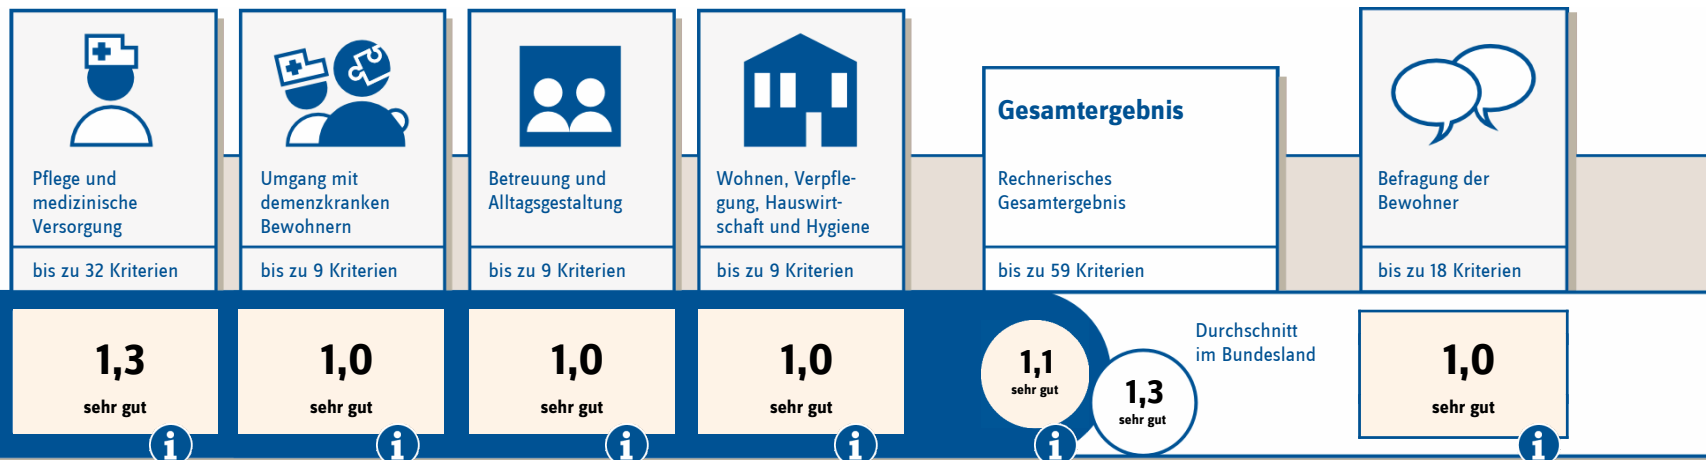 Pflege und
medizinische
Versorgung
bis zu 32 Kriterien
1,3
sehr gut
i
Umgang mit
demenzkranken
Bewohnern
bis zu 9 Kriterien
1,0
sehr gut
i
Betreuung und
Alltagsgestaltung
bis zu 9 Kriterien
1,0
sehr gut
i
Wohnen, Verpfle-
gung, Hauswirt-
schaft und Hygiene
bis zu 9 Kriterien
1,0
sehr gut
i
Gesamtergebnis
Rechnerisches
Gesamtergebnis
bis zu 59 Kriterien
1,1
sehr gut
i
Durchschnitt
im Bundesland
1,3
sehr gut
Befragung der
Bewohner
bis zu 18 Kriterien
1,0
sehr gut
i